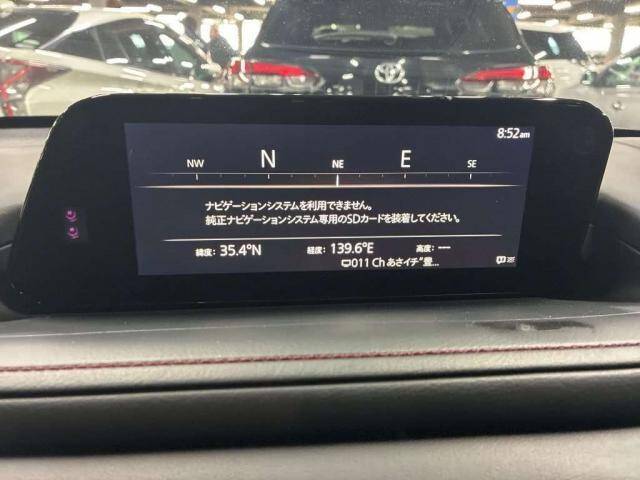 8:52am
NW N NE E SE
ナビゲーションシステムを利用できません。
純正ナビゲーションシステム専用のSDカードを装着してください。
緯度: 35.4°N 経度: 139.6°E 高度: ---
011 Ch あさイチ"豊...